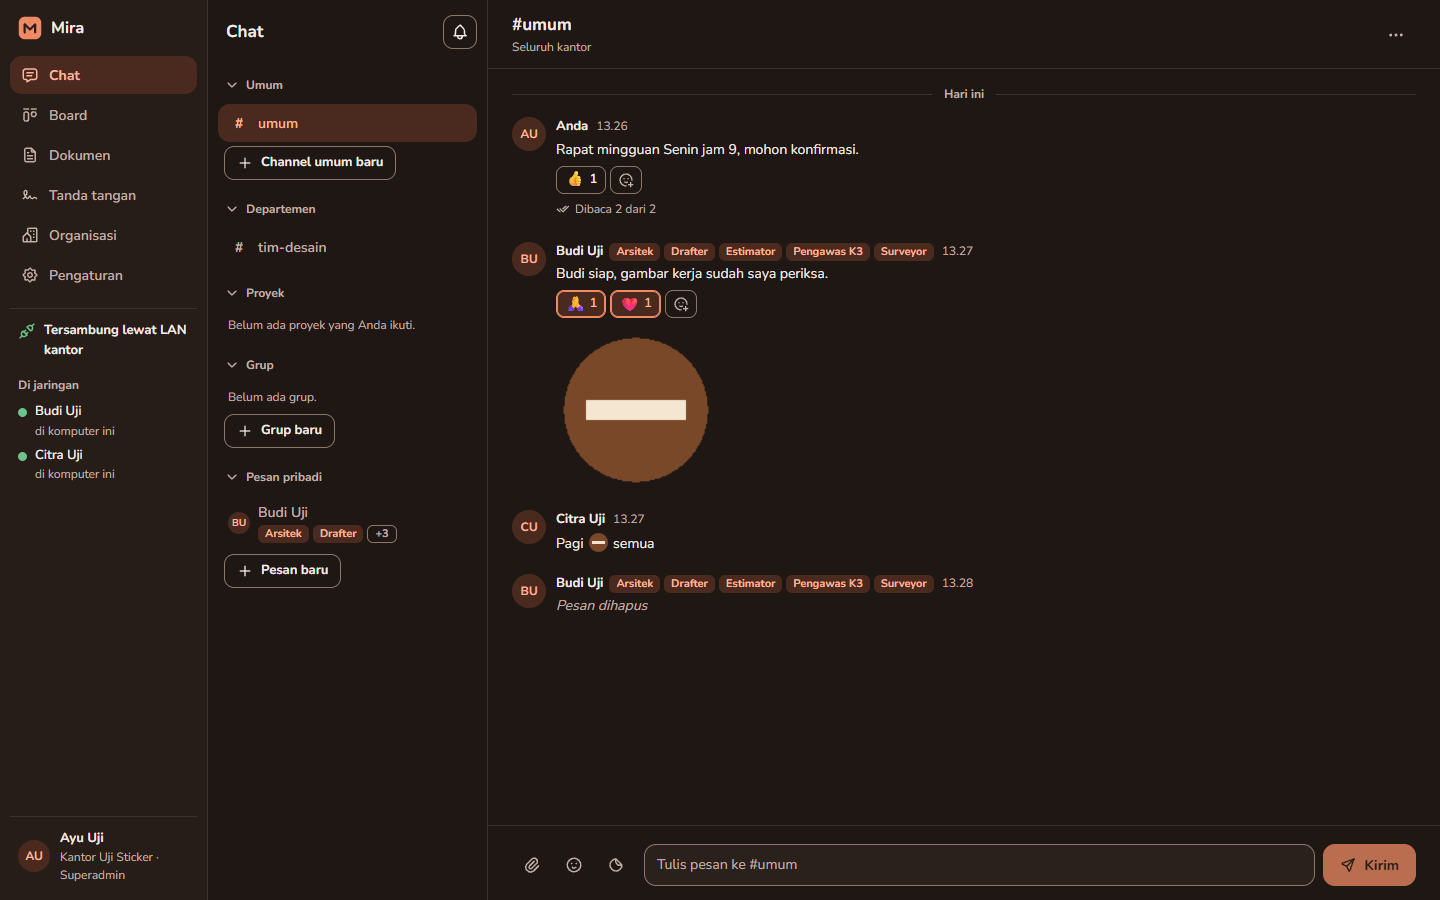 Mira
Chat
Board
Dokumen
Tanda tangan
Organisasi
Pengaturan
Tersambung lewat LAN
kantor
Di jaringan
Budi Uji
di komputer ini
Citra Uji
di komputer ini
AU
Ayu Uji
Kantor Uji Sticker ·
Superadmin
Chat
Umum
# umum
+ Channel umum baru
Departemen
# tim-desain
Proyek
Belum ada proyek yang Anda ikuti.
Grup
Belum ada grup.
+ Grup baru
Pesan pribadi
BU Budi Uji
Arsitek Drafter +3
+ Pesan baru
#umum
Seluruh kantor
Hari ini
AU Anda 13.26
Rapat mingguan Senin jam 9, mohon konfirmasi.
👍 1
Dibaca 2 dari 2
BU Budi Uji Arsitek Drafter Estimator Pengawas K3 Surveyor 13.27
Budi siap, gambar kerja sudah saya periksa.
🙏 1 ❤️ 1
CU Citra Uji 13.27
Pagi semua
BU Budi Uji Arsitek Drafter Estimator Pengawas K3 Surveyor 13.28
Pesan dihapus
Tulis pesan ke #umum
Kirim